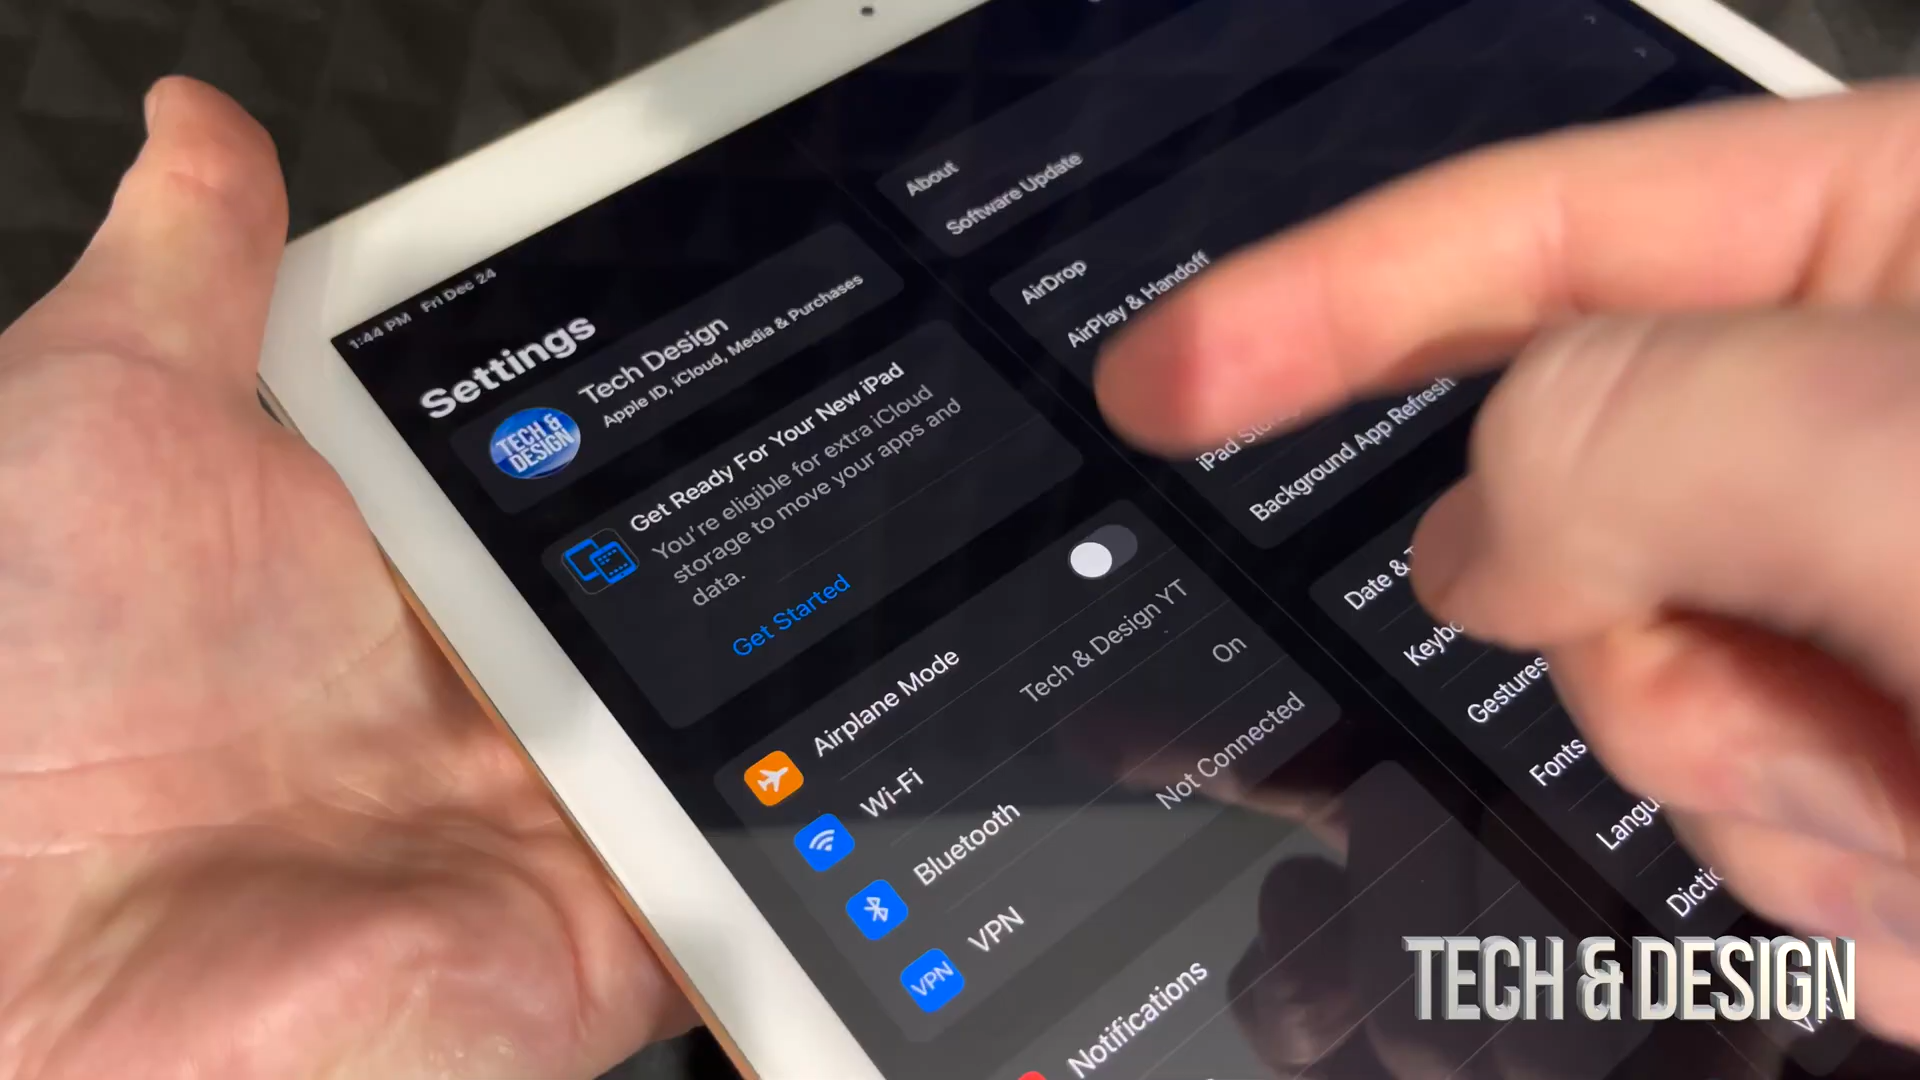 1:44 PM Fri Dec 24
Settings
TECH &
DESIGN
Tech Design
Apple ID, iCloud, Media & Purchases
Get Ready For Your New iPad
You're eligible for extra iCloud
storage to move your apps and
data.
Get Started
Airplane Mode
Wi-Fi Tech & Design YT
Bluetooth On
VPN Not Connected
VPN
Notifications
About
Software Update
AirDrop
AirPlay & Handoff
iPad
Background App Refresh
Date &
Gestures
Fonts
TECH & DESIGN